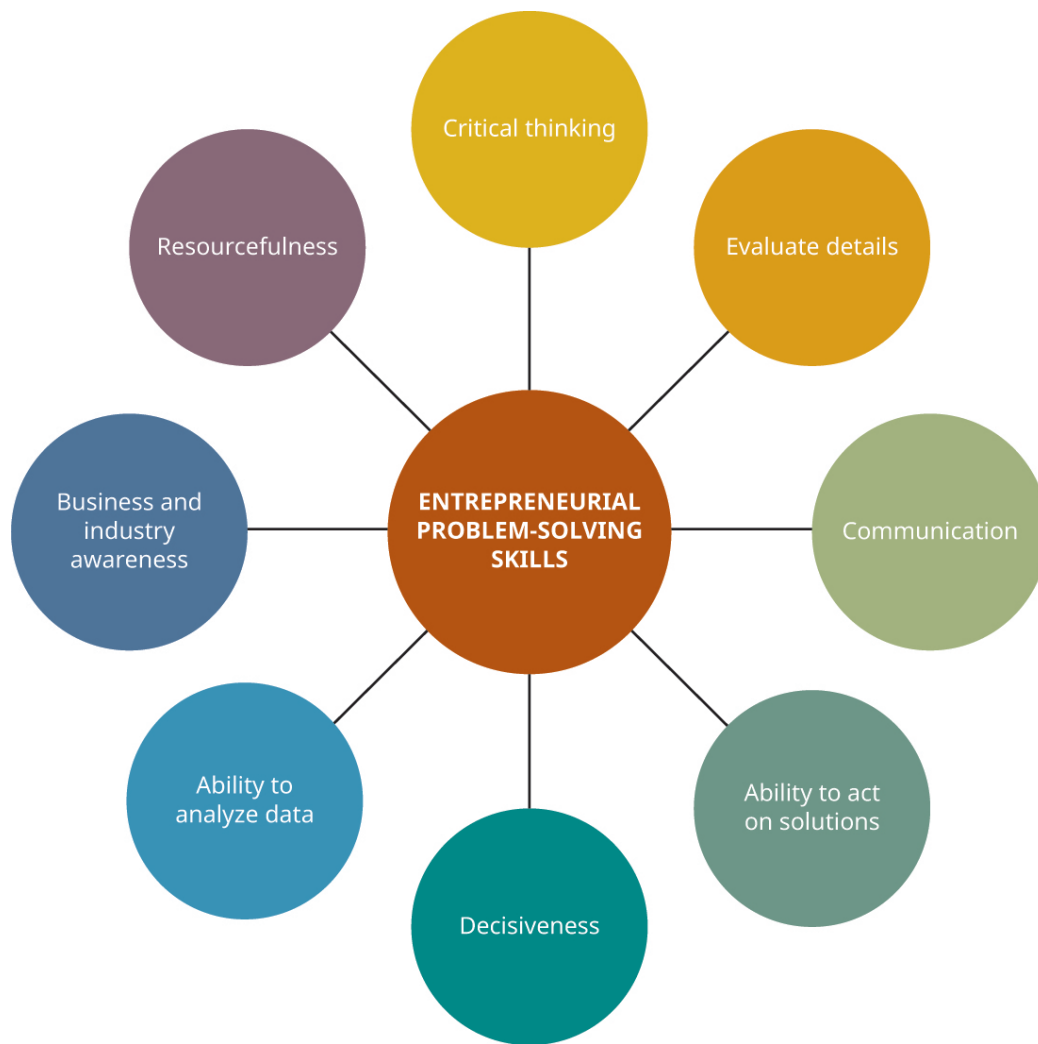 Critical thinking
Resourcefulness
Evaluate details
ENTREPRENEURIAL
PROBLEM-SOLVING
SKILLS
Business and
industry
awareness
Communication
Ability to
analyze data
Ability to act
on solutions
Decisiveness